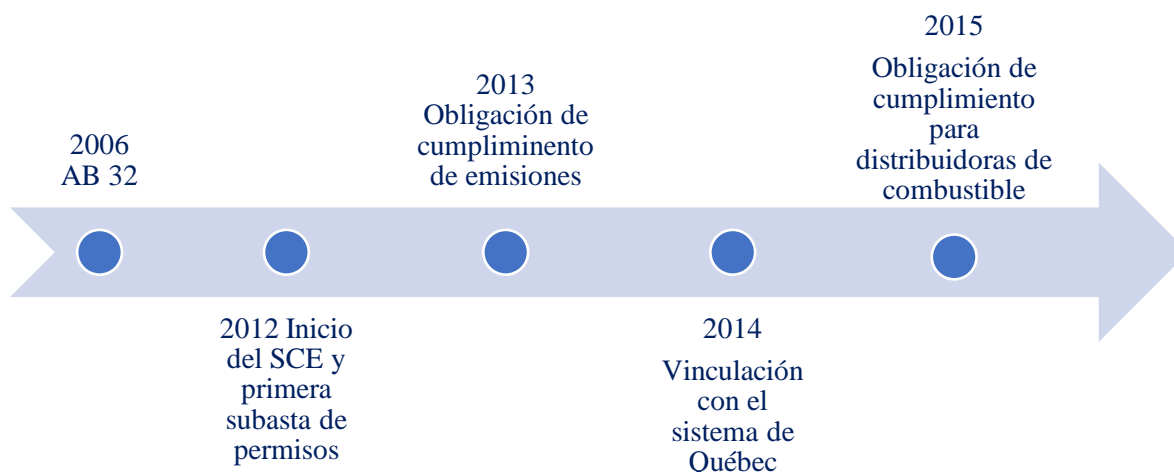 2006
AB 32
2012 Inicio
del SCE y
primera
subasta de
permisos
2013
Obligación de
cumpliminento
de emisiones
2014
Vinculación
con el
sistema de
Québec
2015
Obligación de
cumplimiento
para
distribuidoras de
combustible